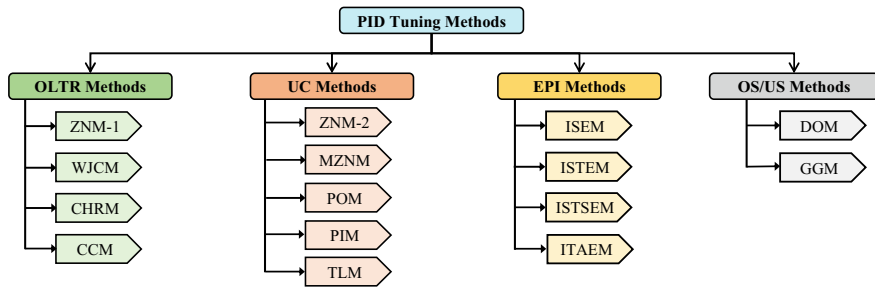 PID Tuning Methods
OLTR Methods
ZNM-1
WJCM
CHRM
CCM
UC Methods
ZNM-2
MZNM
POM
PIM
TLM
EPI Methods
ISEM
ISTEM
ISTSEM
ITAEM
OS/US Methods
DOM
GGM